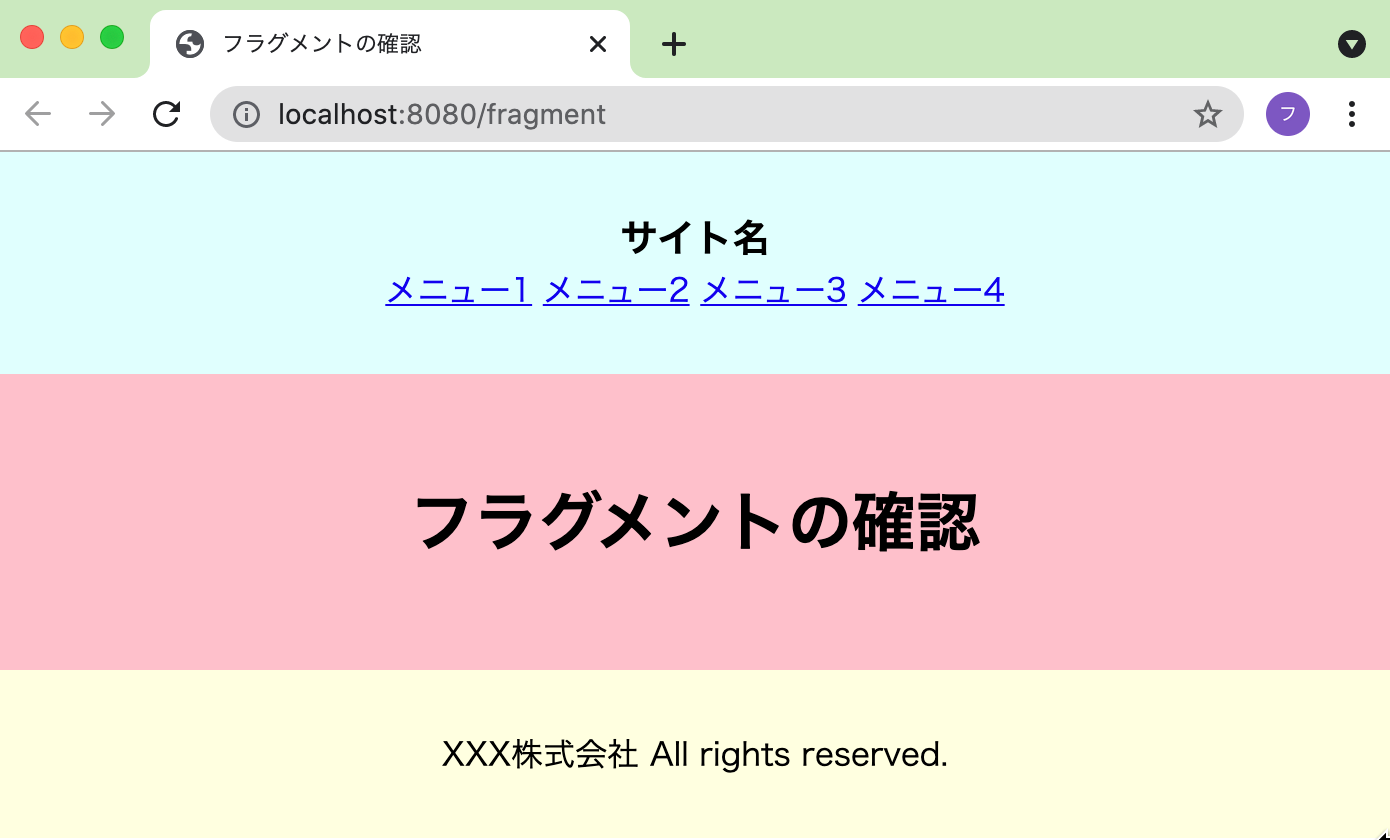 フラグメントの確認
localhost:8080/fragment
フ
サイト名
メニュー1 メニュー2 メニュー3 メニュー4
フラグメントの確認
XXX株式会社 All rights reserved.